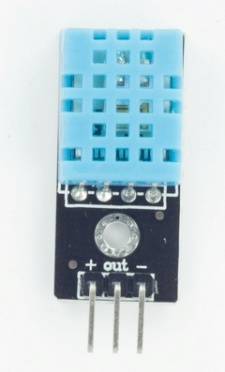 + out -